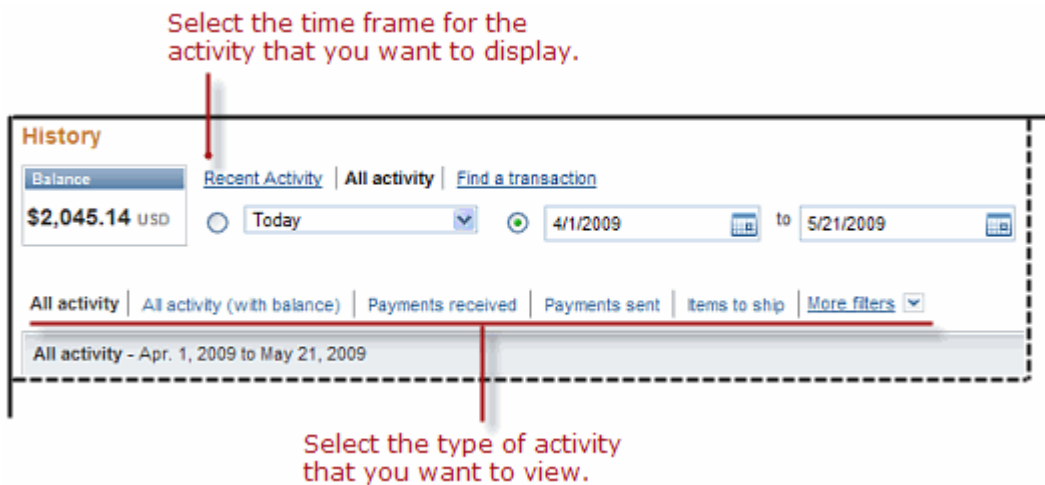 Select the time frame for the
activity that you want to display.
History
Balance
$2,045.14 USD
Recent Activity | All activity | Find a transaction
Today 4/1/2009 to 5/21/2009
All activity | All activity (with balance) | Payments received | Payments sent | Items to ship | More filters
All activity - Apr. 1, 2009 to May 21, 2009
Select the type of activity
that you want to view.